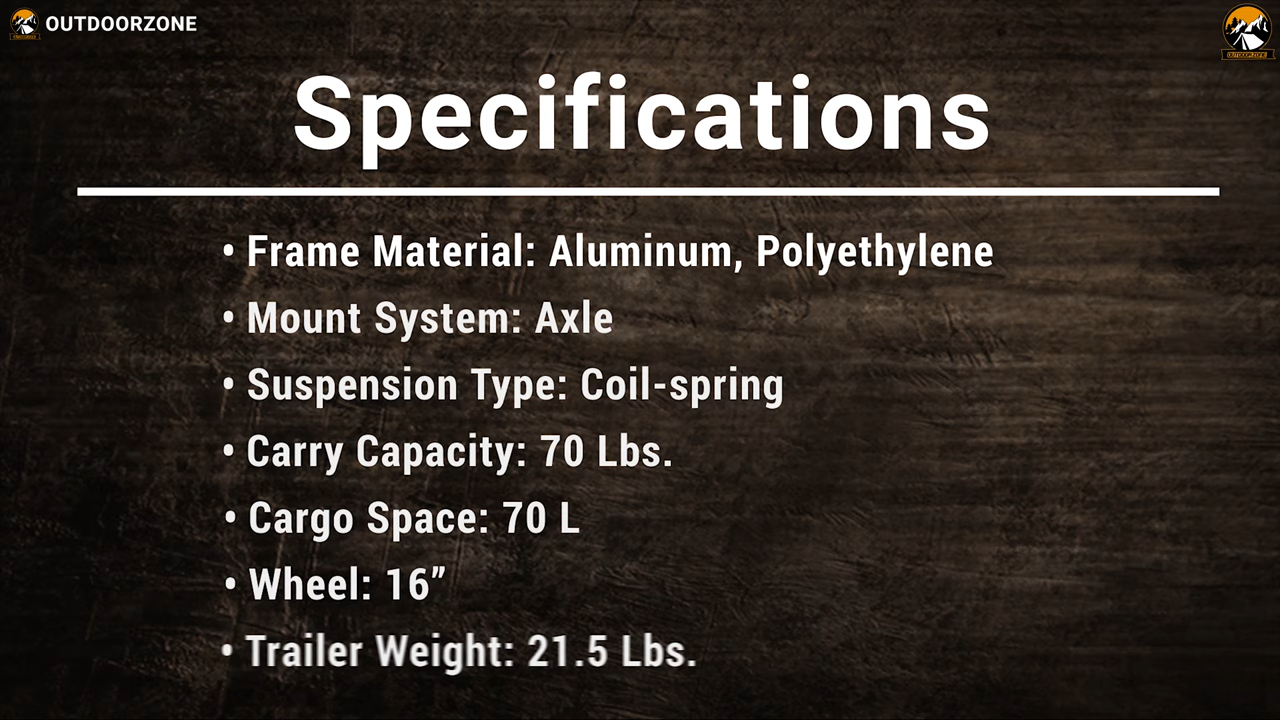 OUTDOORZONE
OUTDOORZONE
Specifications
• Frame Material: Aluminum, Polyethylene
• Mount System: Axle
• Suspension Type: Coil-spring
• Carry Capacity: 70 Lbs.
• Cargo Space: 70 L
• Wheel: 16”
• Trailer Weight: 21.5 Lbs.